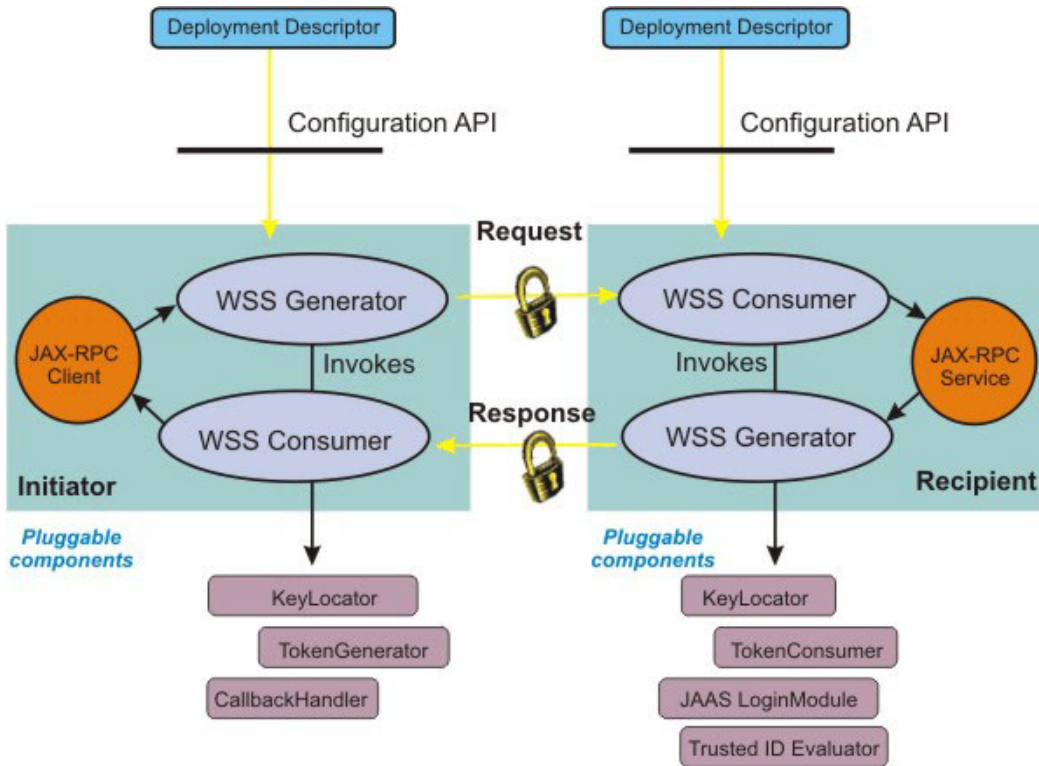 Deployment Descriptor
Deployment Descriptor
Configuration API
Configuration API
Request
WSS Generator
WSS Consumer
JAX-RPC
Client
Invokes
Invokes
JAX-RPC
Service
Response
WSS Consumer
WSS Generator
Initiator
Recipient
Pluggable
components
Pluggable
components
KeyLocator
TokenGenerator
CallbackHandler
KeyLocator
TokenConsumer
JAAS LoginModule
Trusted ID Evaluator